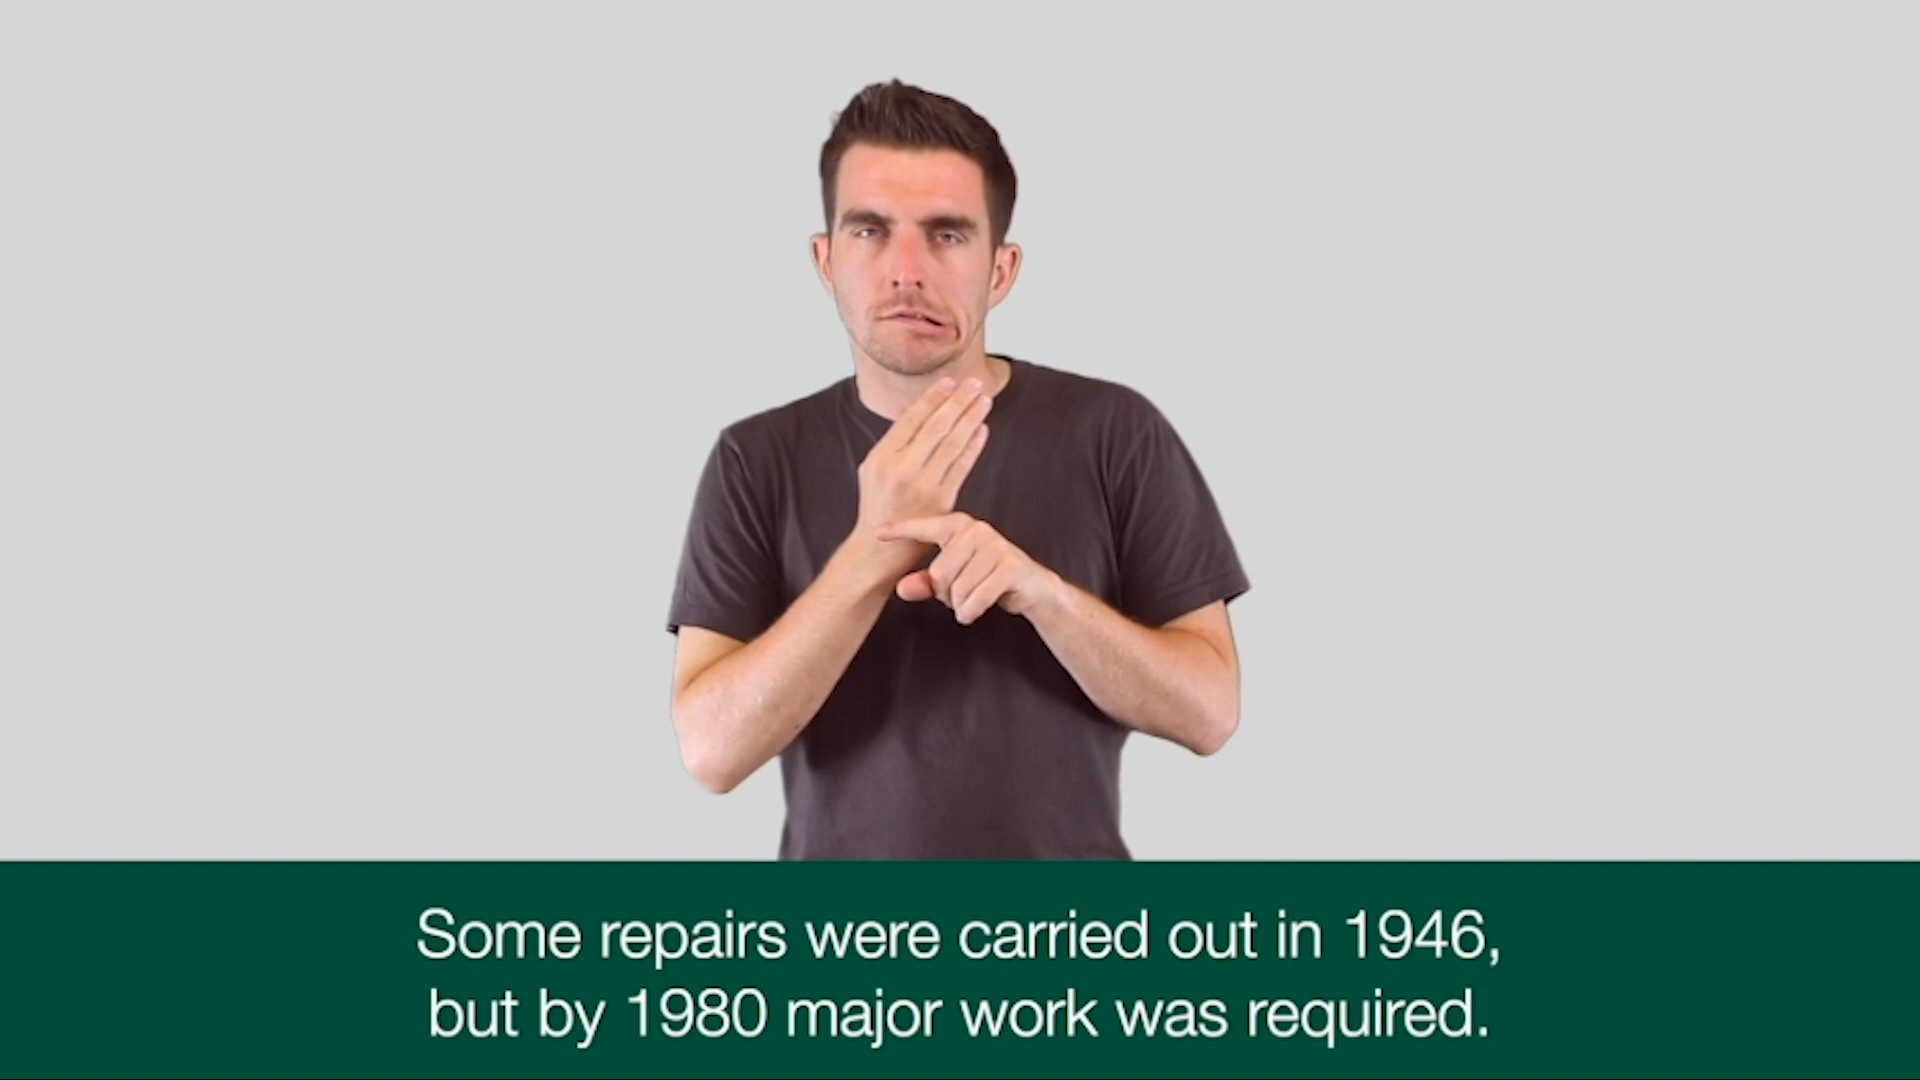 Some repairs were carried out in 1946,
but by 1980 major work was required.